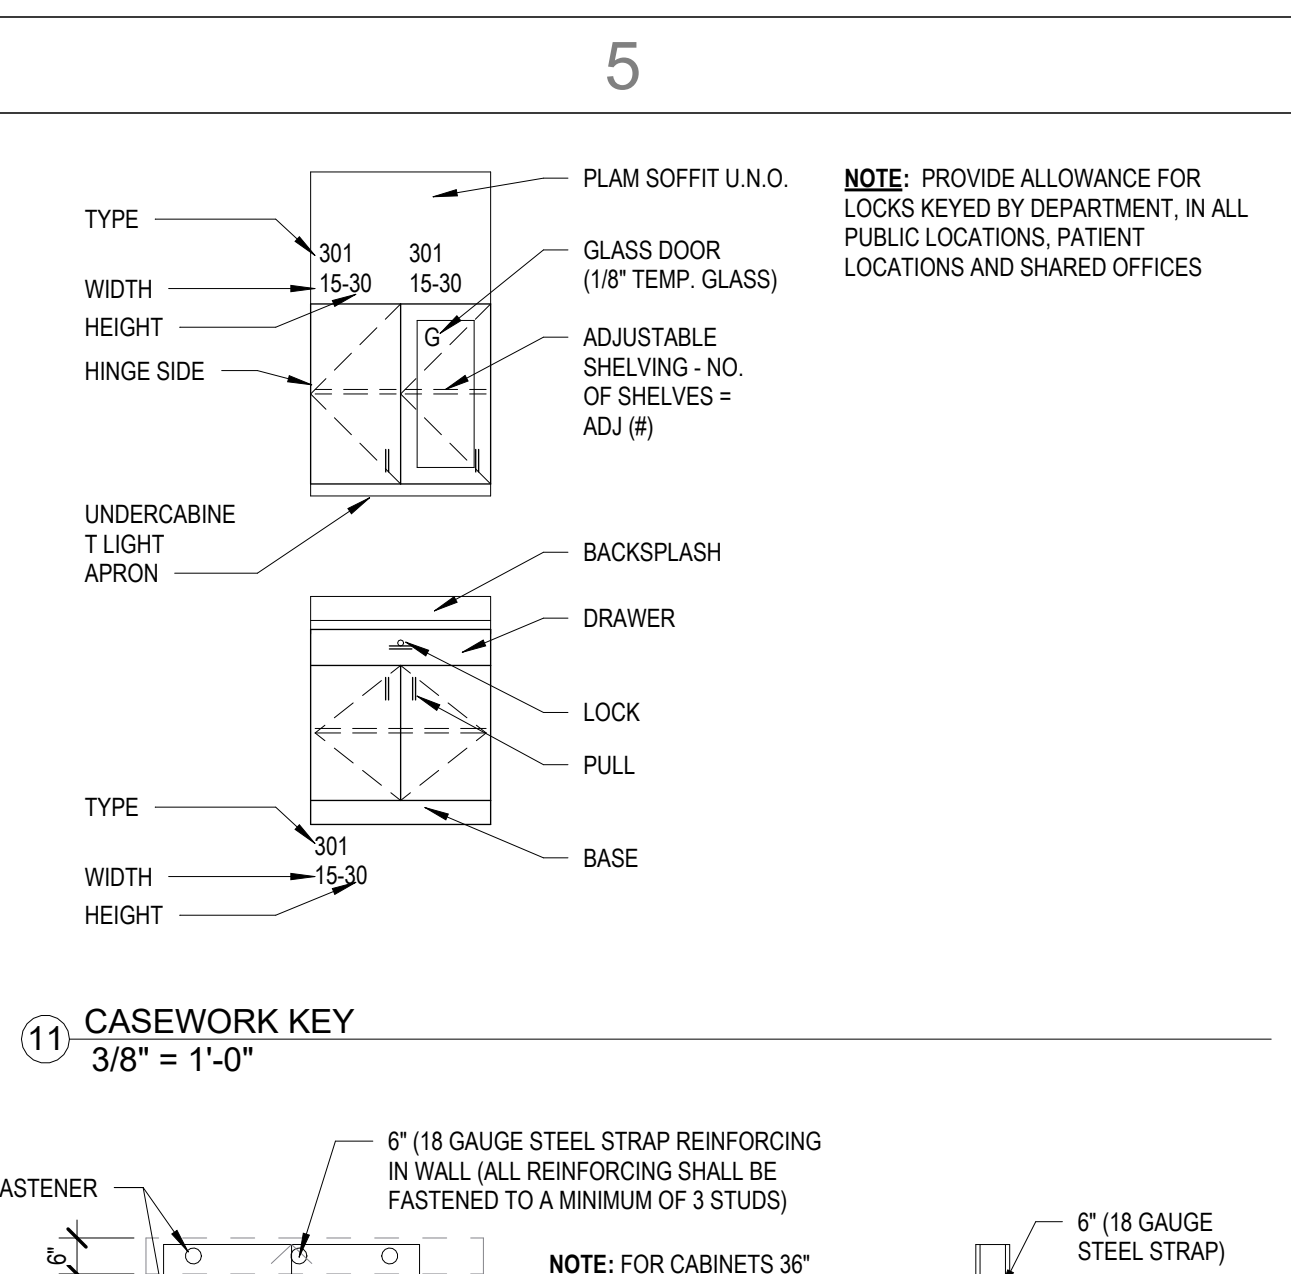 5
PLAM SOFFIT U.N.O.
NOTE: PROVIDE ALLOWANCE FOR
LOCKS KEYED BY DEPARTMENT, IN ALL
PUBLIC LOCATIONS, PATIENT
LOCATIONS AND SHARED OFFICES
TYPE
301
301
GLASS DOOR
(1/8" TEMP. GLASS)
WIDTH
15-30
15-30
HEIGHT
G
ADJUSTABLE
SHELVING - NO.
OF SHELVES =
ADJ (#)
HINGE SIDE
UNDERCABINE
T LIGHT
APRON
BACKSPLASH
DRAWER
LOCK
PULL
TYPE
301
WIDTH
15-30
HEIGHT
BASE
11
CASEWORK KEY
3/8" = 1'-0"
6" (18 GAUGE STEEL STRAP REINFORCING
IN WALL (ALL REINFORCING SHALL BE
FASTENED TO A MINIMUM OF 3 STUDS)
ASTENER
6"
NOTE: FOR CABINETS 36"
6" (18 GAUGE
STEEL STRAP)